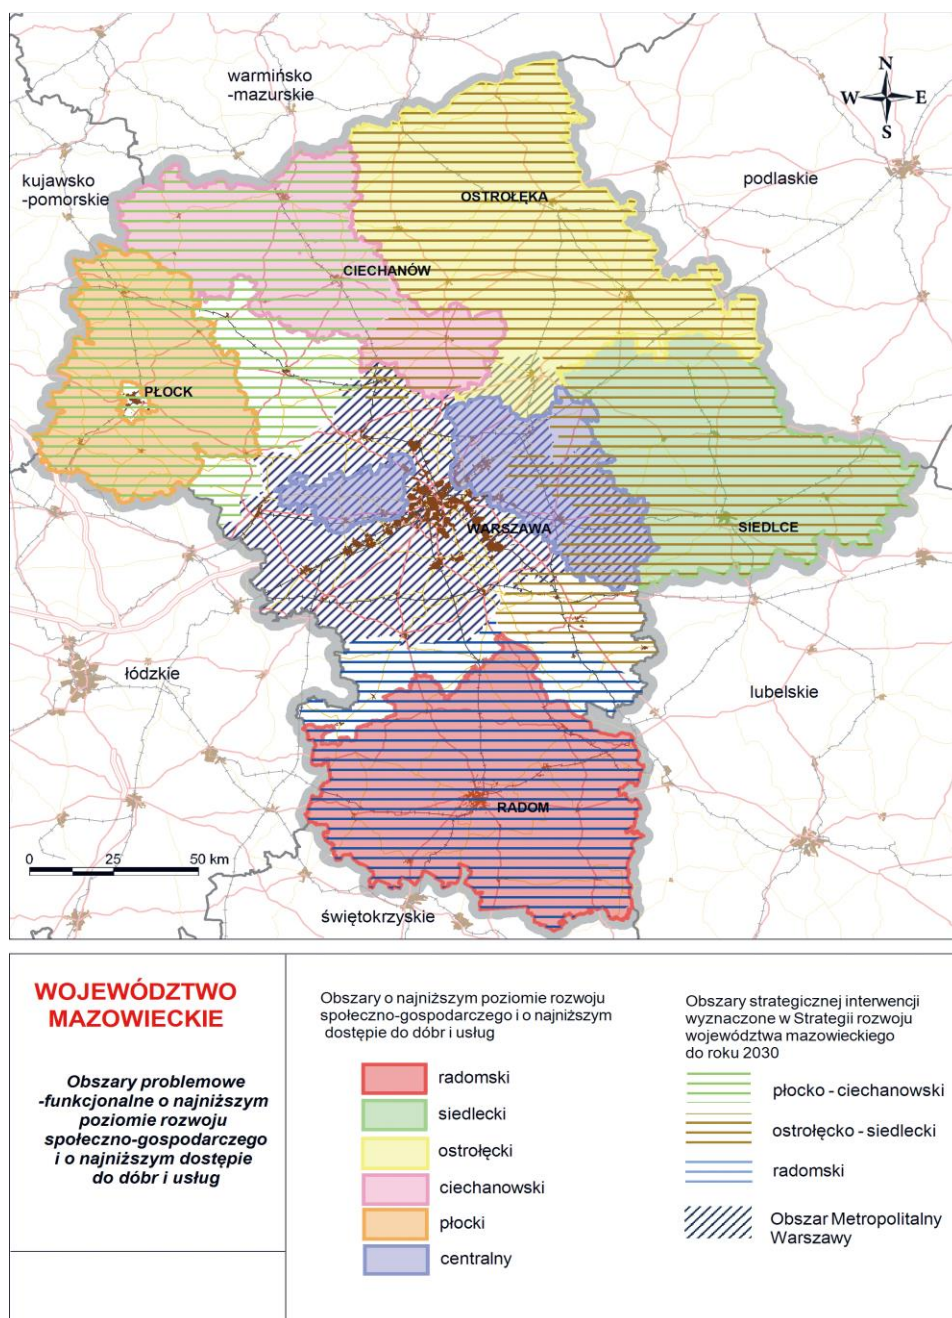 warmińsko
-mazurskie
N
W E
S
kujawsko
-pomorskie
podlaskie
OSTROŁĘKA
CIECHANÓW
PŁOCK
WARSZAWA
SIEDLCE
łódzkie
lubelskie
RADOM
0 25 50 km
świętokrzyskie
WOJEWÓDZTWO
MAZOWIECKIE
Obszary problemowe
-funkcjonalne o najniższym
poziomie rozwoju
społeczno-gospodarczego
i o najniższym dostępie
do dóbr i usług
Obszary o najniższym poziomie rozwoju
społeczno-gospodarczego i o najniższym
dostępie do dóbr i usług
radomski
siedlecki
ostrołęcki
ciechanowski
płocki
centralny
Obszary strategicznej interwencji
wyznaczone w Strategii rozwoju
województwa mazowieckiego
do roku 2030
płocko - ciechanowski
ostrołęcko - siedlecki
radomski
Obszar Metropolitalny
Warszawy